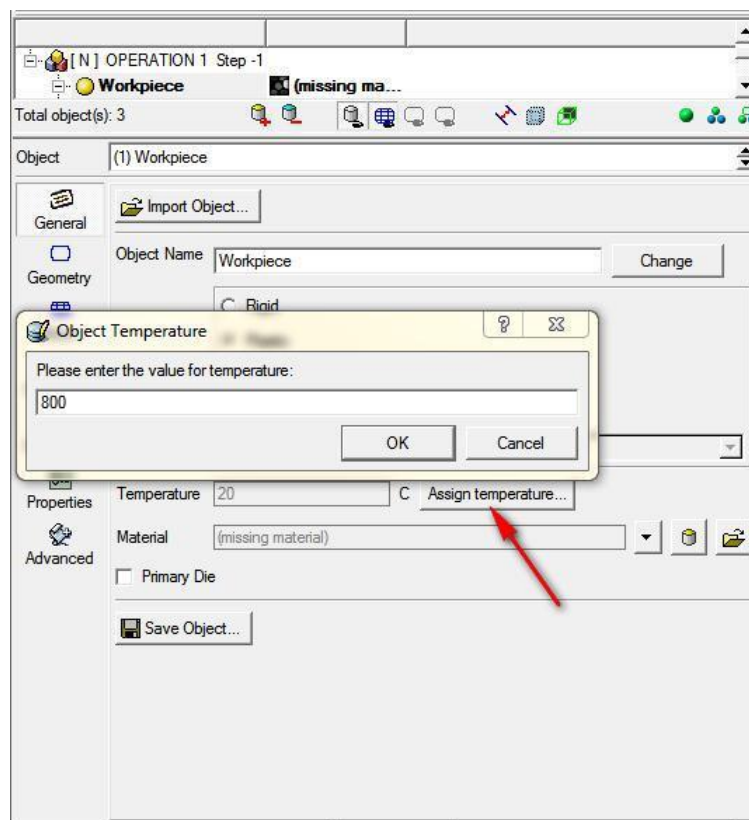 [ N ] OPERATION 1 Step -1
Workpiece (missing ma...
Total object(s): 3
Object (1) Workpiece
General
Import Object...
Geometry
Object Name Workpiece Change
Rigid
Object Temperature
Please enter the value for temperature:
800
OK Cancel
Properties
Temperature 20 C Assign temperature...
Advanced
Material (missing material)
Primary Die
Save Object...